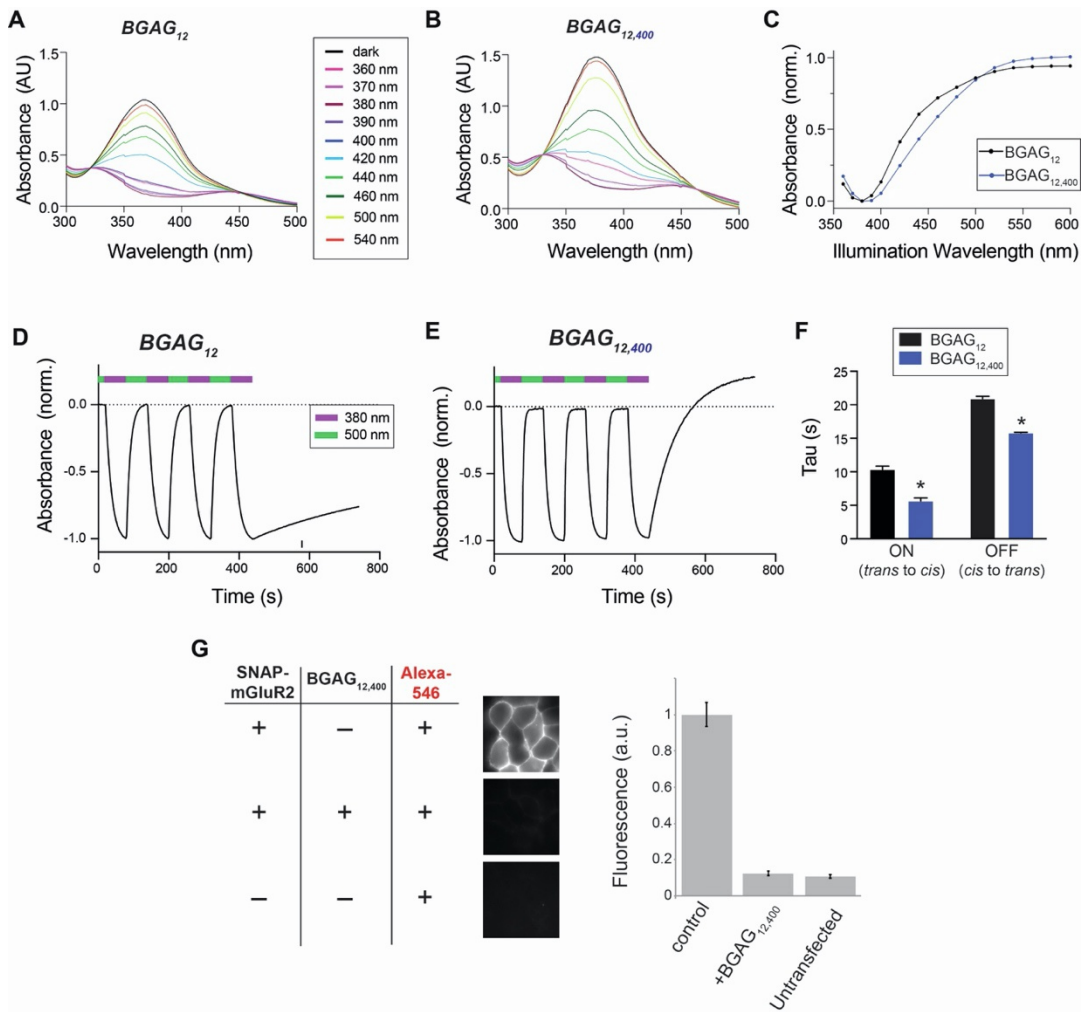 A
BGAG12
Absorbance (AU)
1.5
1.0
0.5
0.0
300
350
400
450
500
Wavelength (nm)
dark
360 nm
370 nm
380 nm
390 nm
400 nm
420 nm
440 nm
460 nm
500 nm
540 nm
B
BGAG12,400
Absorbance (AU)
1.5
1.0
0.5
0.0
300
350
400
450
500
Wavelength (nm)
C
Absorbance (norm.)
1.0
0.5
0.0
350
400
450
500
550
600
Illumination Wavelength (nm)
BGAG12
BGAG12,400
D
BGAG12
Absorbance (norm.)
0.0
-0.5
-1.0
0
200
400
600
800
Time (s)
380 nm
500 nm
E
BGAG12,400
Absorbance (norm.)
0.0
-0.5
-1.0
0
200
400
600
800
Time (s)
F
BGAG12
BGAG12,400
Tau (s)
25
20
15
10
5
0
*
*
ON
(trans to cis)
OFF
(cis to trans)
G
SNAP-
mGluR2
BGAG12,400
Alexa-
546
+ – +
+ + +
– – +
Fluorescence (a.u.)
1
0.8
0.6
0.4
0.2
0
control
+BGAG12,400
Untransfected